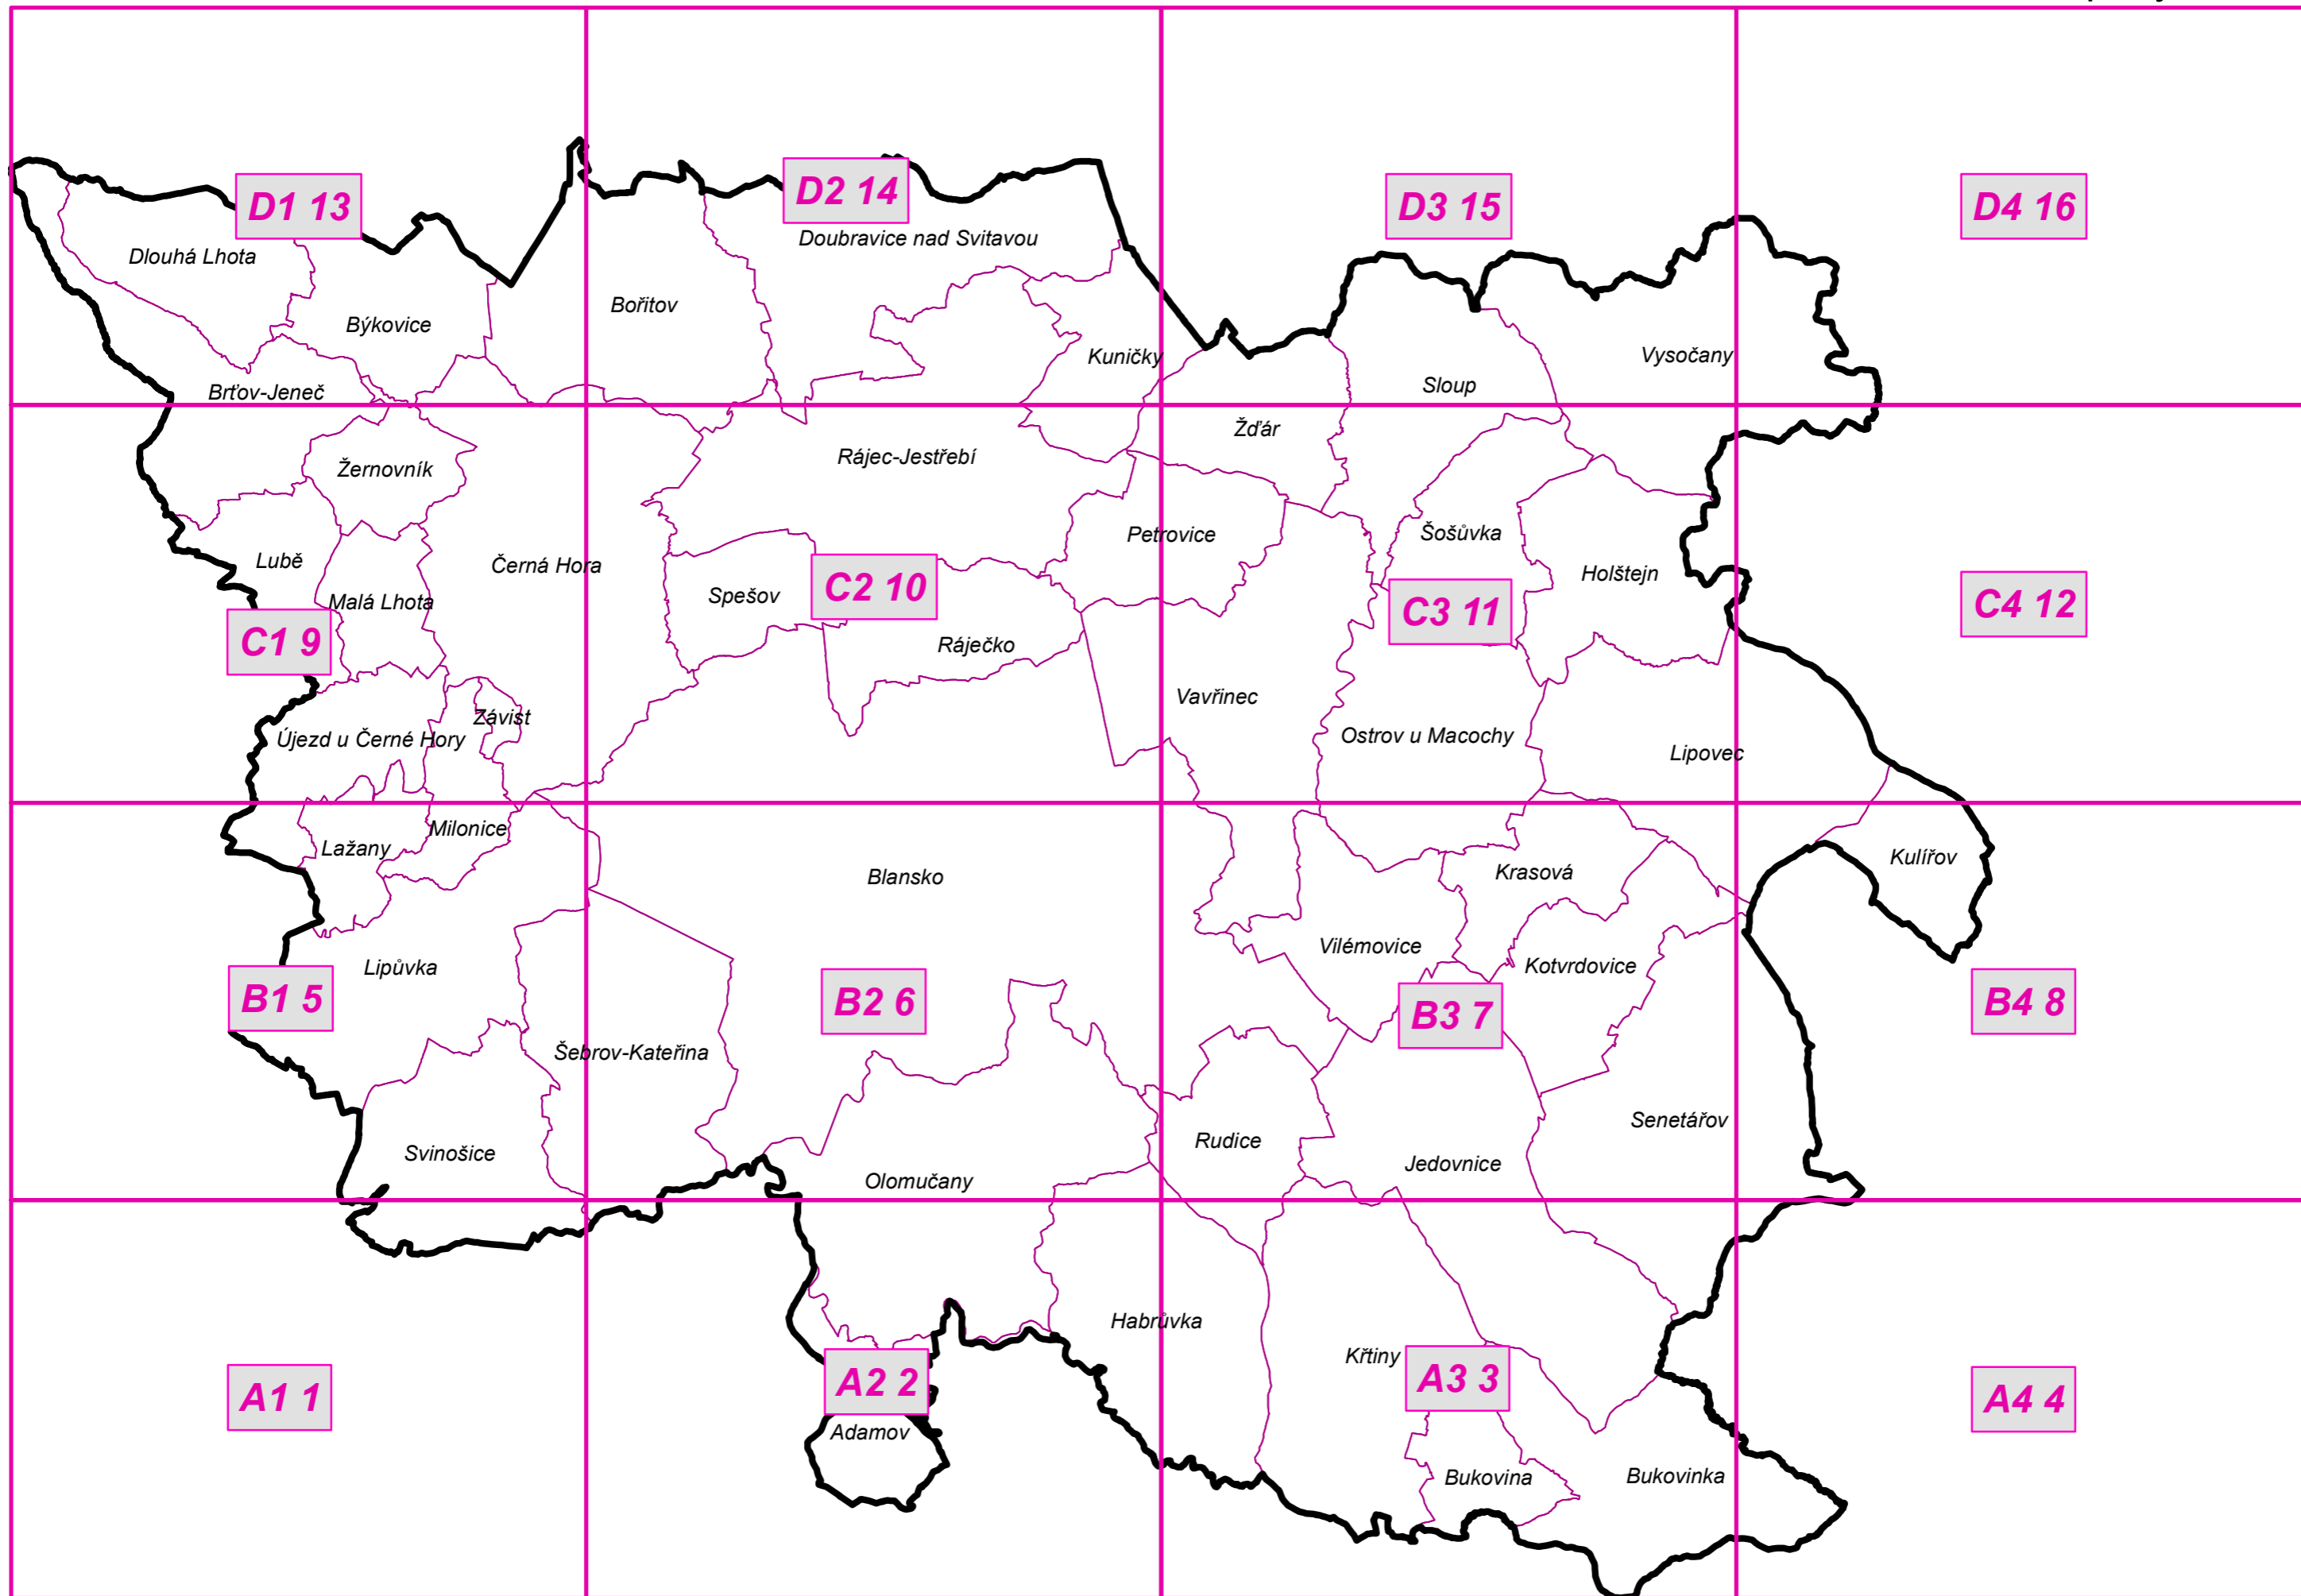 D1 13
D2 14
D3 15
D4 16
Dlouhá Lhota
Doubravice nad Svitavou
Bořitov
Býkovice
Kuničky
Vysočany
Sloup
Brťov-Jeneč
Žďár
Rájec-Jestřebí
Žernovník
Petrovice
Šošůvka
Lubě
Černá Hora
Holštejn
C2 10
Spešov
Malá Lhota
C3 11
C4 12
C1 9
Ráječko
Vavřinec
Závist
Újezd u Černé Hory
Ostrov u Macochy
Lipovec
Milonice
Lažany
Kulířov
Krasová
Blansko
Vilémovice
Lipůvka
Kotvrdovice
B1 5
B2 6
B3 7
B4 8
Šebrov-Kateřina
Senetářov
Rudice
Svinošice
Jedovnice
Olomučany
Habrůvka
Křtiny
A1 1
A2 2
A3 3
A4 4
Adamov
Bukovina
Bukovinka